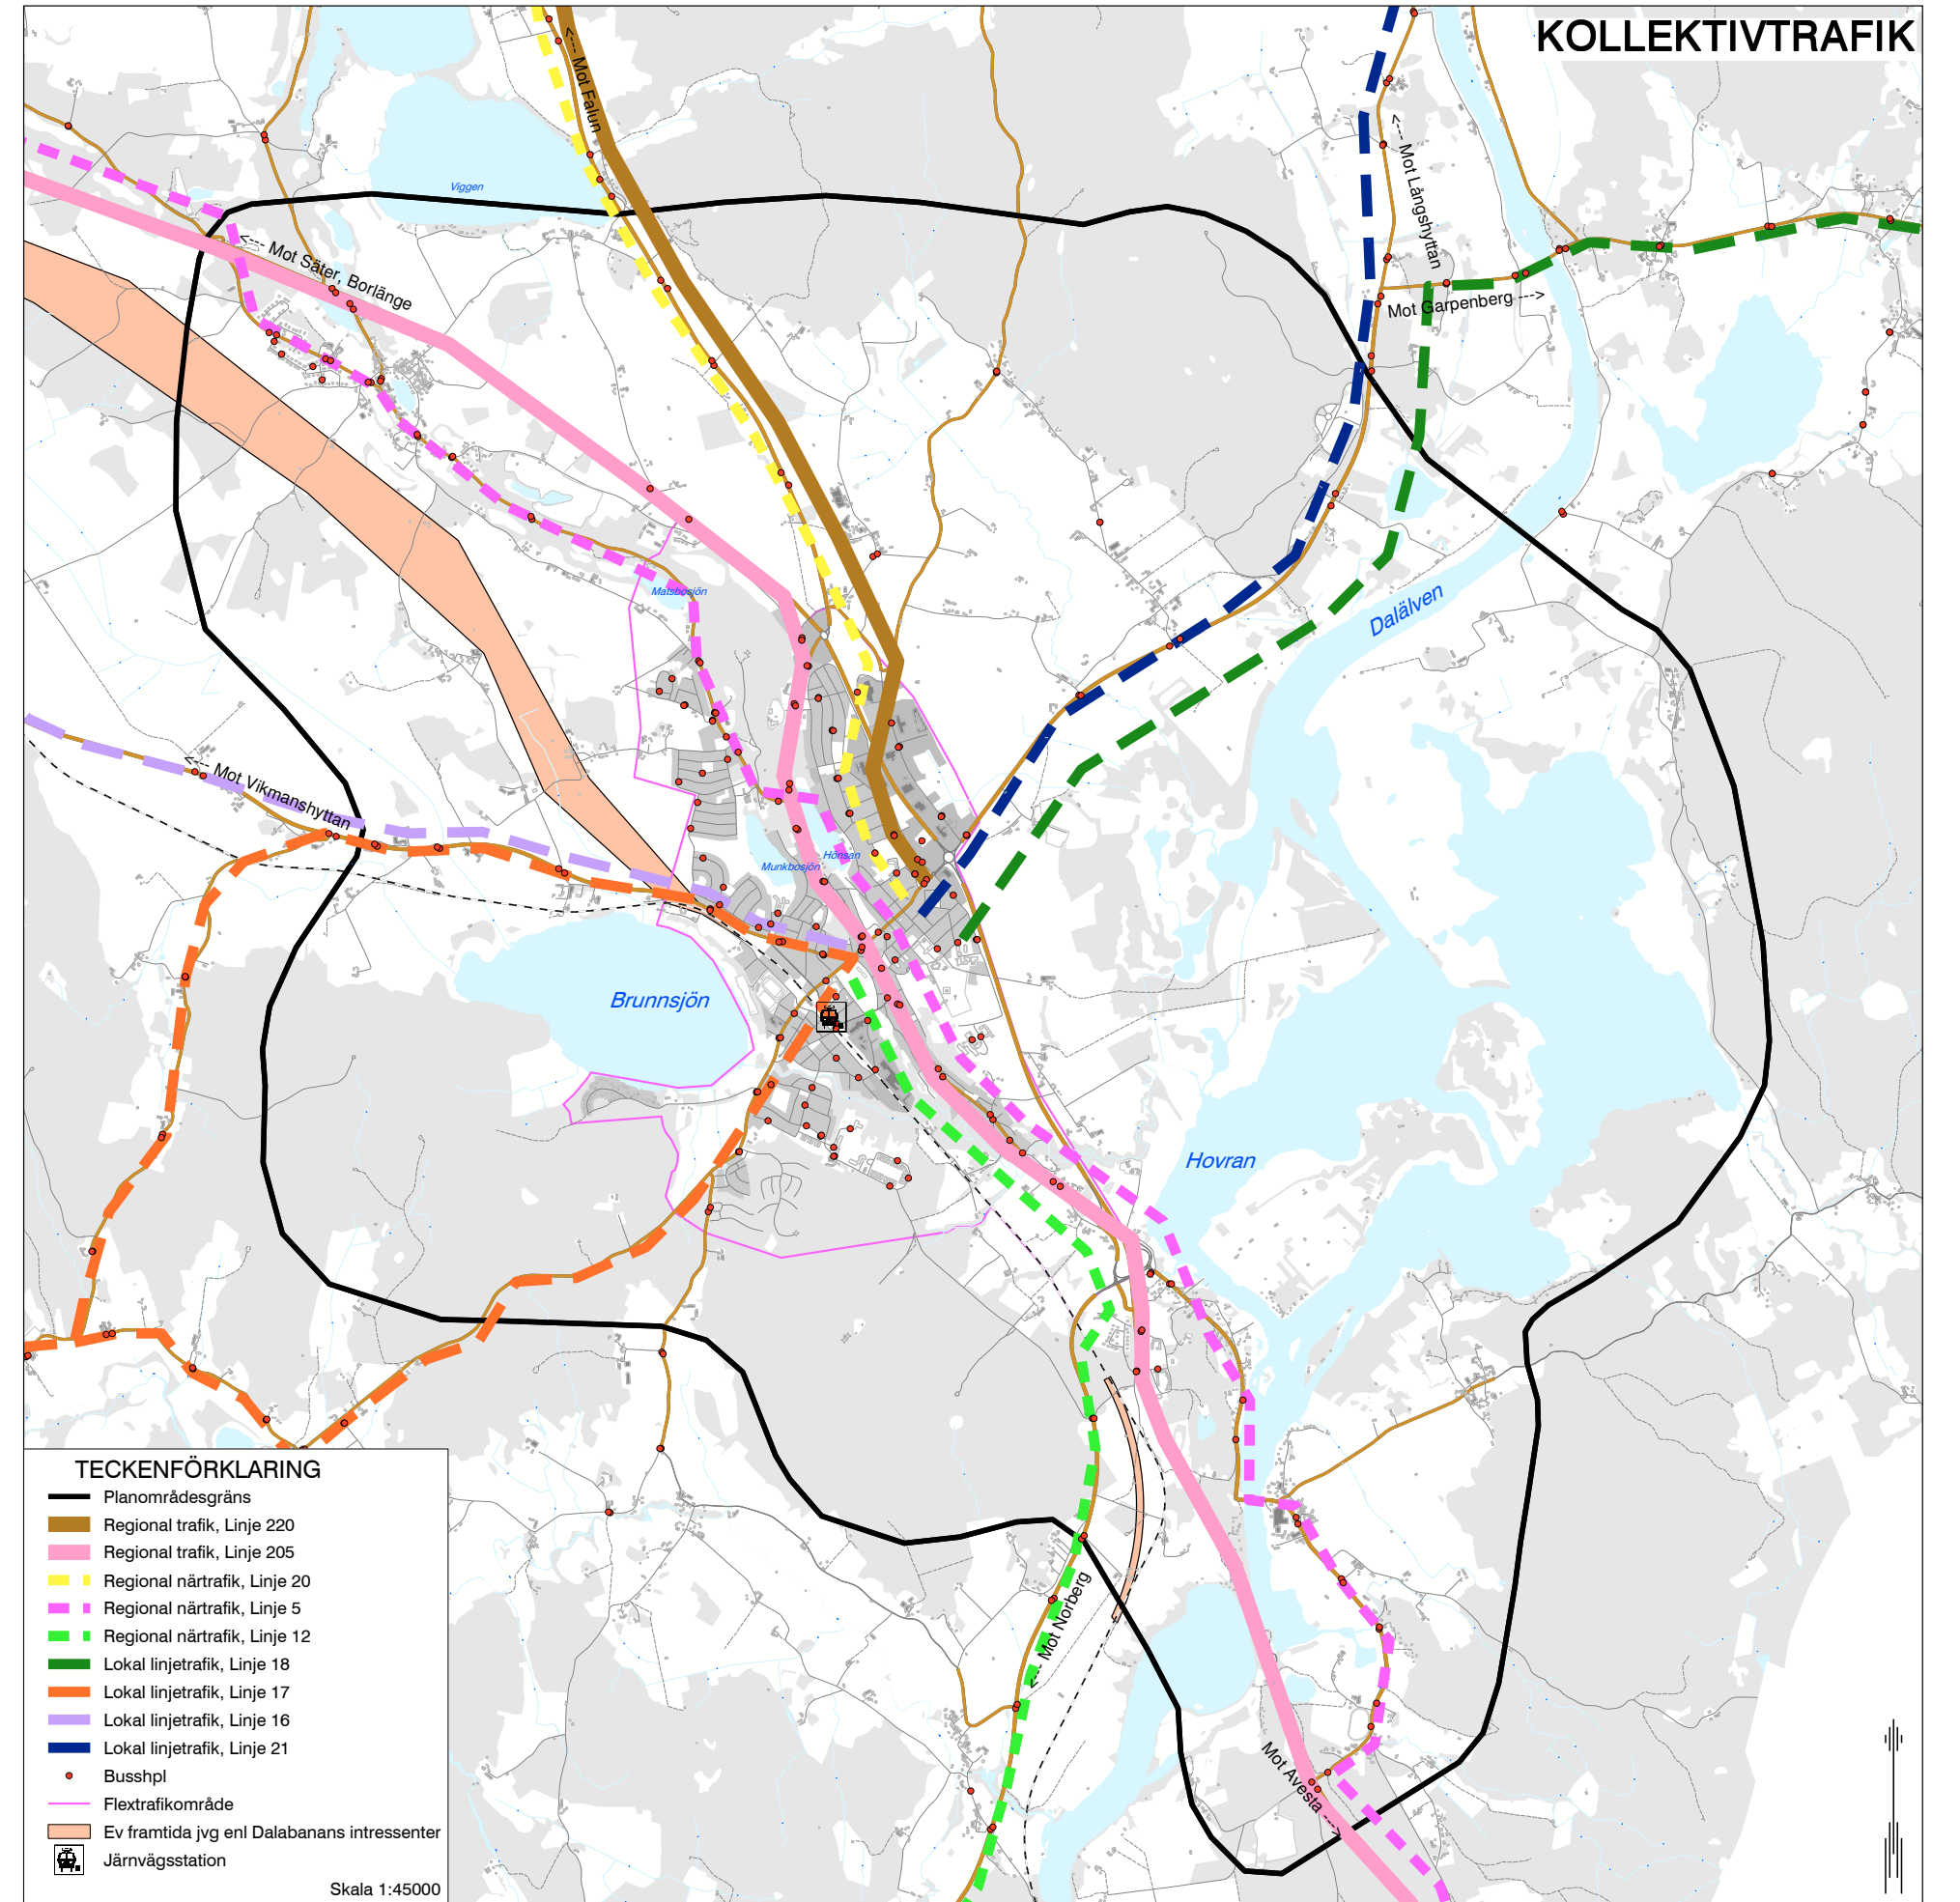 KOLLEKTIVTRAFIK
<--- Mot Falun
<--- Mot Långshyttan
Viggen
<--- Mot Säter, Borlänge
Mot Garpenberg --->
Matsbosjön
Dalälven
<--- Mot Vikmanshyttan
Hönsan
Munkbosjön
Brunnsjön
Hovran
<--- Mot Norberg
Mot Avesta --->
TECKENFÖRKLARING
Planområdesgräns
Regional trafik, Linje 220
Regional trafik, Linje 205
Regional närtrafik, Linje 20
Regional närtrafik, Linje 5
Regional närtrafik, Linje 12
Lokal linjetrafik, Linje 18
Lokal linjetrafik, Linje 17
Lokal linjetrafik, Linje 16
Lokal linjetrafik, Linje 21
Busshpl
Flextrafikområde
Ev framtida jvg enl Dalabanans intressenter
Järnvägsstation
Skala 1:45000